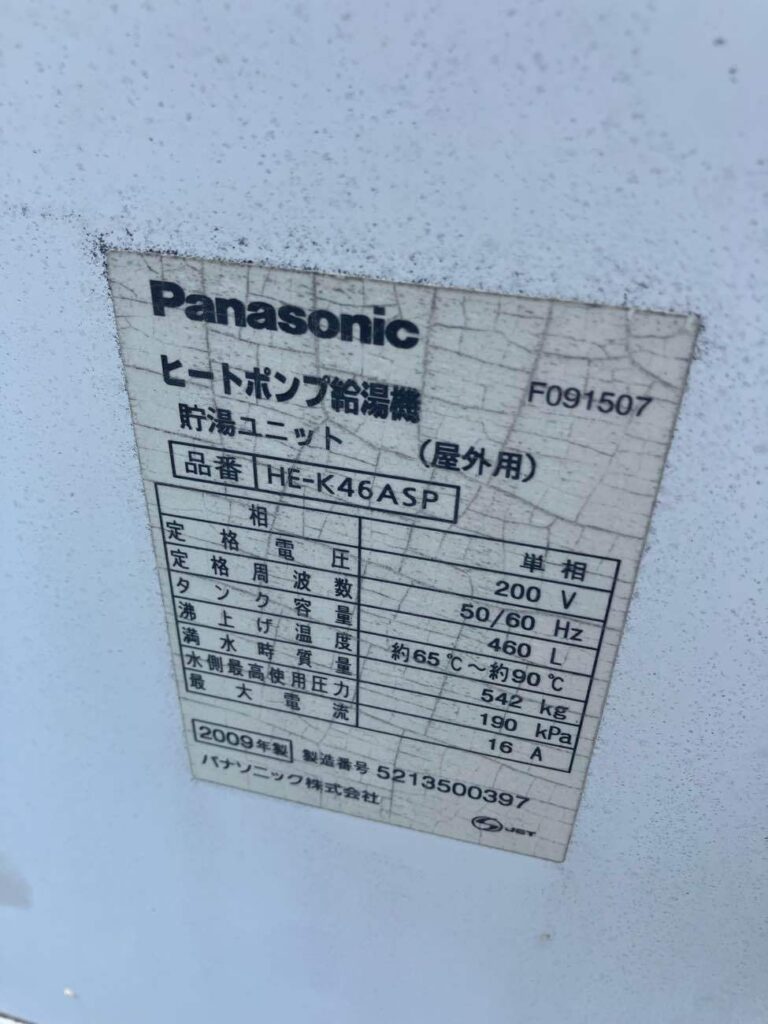 Panasonic
ヒートポンプ給湯機 F091507
貯湯ユニット (屋外用)
品番 HE-K46ASP
相 単相
定格電圧 200 V
定格周波数 50/60 Hz
タンク容量 460 L
沸上げ温度 約65℃～約90℃
満水時質量 542 kg
水側最高使用圧力 190 kPa
最大電流 16 A
2009年製 製造番号 5213500397
パナソニック株式会社
JET